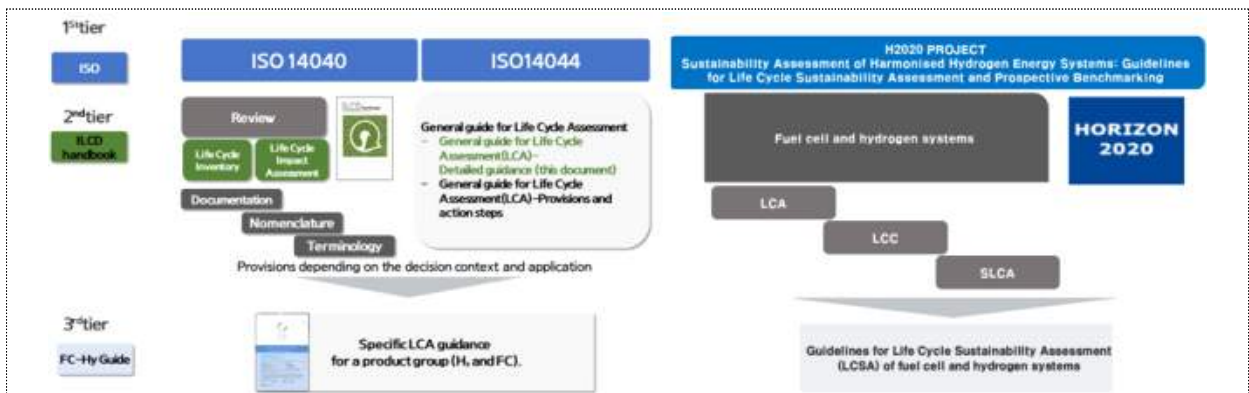 1st tier
ISO
ISO 14040
ISO14044
H2020 PROJECT
Sustainability Assessment of Harmonised Hydrogen Energy Systems: Guidelines
for Life Cycle Sustainability Assessment and Prospective Benchmarking
2nd tier
ILCD
handbook
Review
Life Cycle
Inventory
Life Cycle
Impact
Assessment
Documentation
Nomenclature
Terminology
General guide for Life Cycle Assessment
- General guide for Life Cycle
Assessment(LCA)-
Detailed guidance (this document)
- General guide for Life Cycle
Assessment(LCA)-Provisions and
action steps
Provisions depending on the decision context and application
Fuel cell and hydrogen systems
HORIZON
2020
LCA
LCC
SLCA
3rd tier
FC-Hy Guide
Specific LCA guidance
for a product group (H, and FC).
Guidelines for Life Cycle Sustainability Assessment
(LCSA) of fuel cell and hydrogen systems